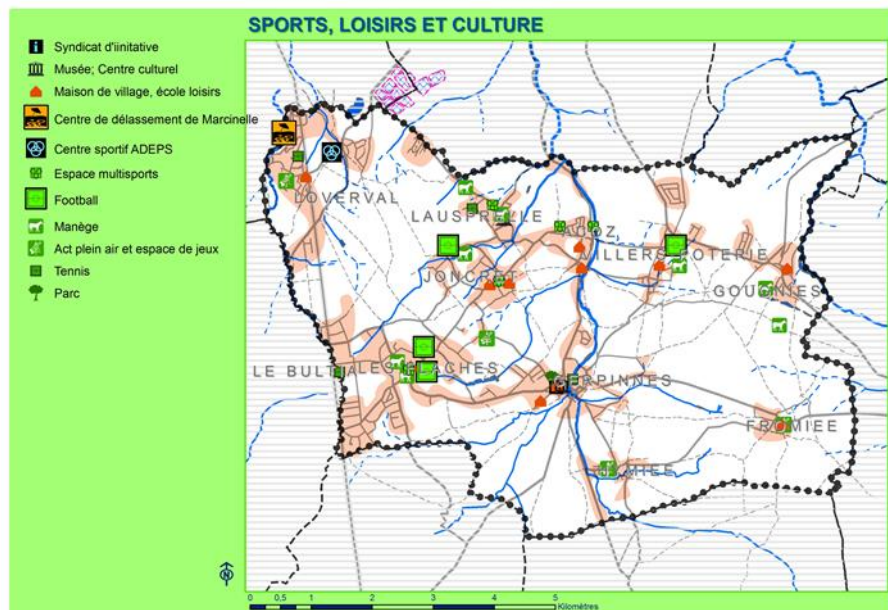 SPORTS, LOISIRS ET CULTURE
Syndicat d'iinitative
Musée; Centre culturel
Maison de village, école loisirs
Centre de délassement de Marcinelle
Centre sportif ADEPS
Espace multisports
Football
Manège
Act plein air et espace de jeux
Tennis
Parc
LOVERVAL
LAUSPRELLE
ACOZ
VILLERS-POTERIE
JONCRET
GOUGNIES
LE BULTIA
LES FLACHES
GERPINNES
FROMIEE
N
0 0,5 1 2 3 4 5
Kilomètres